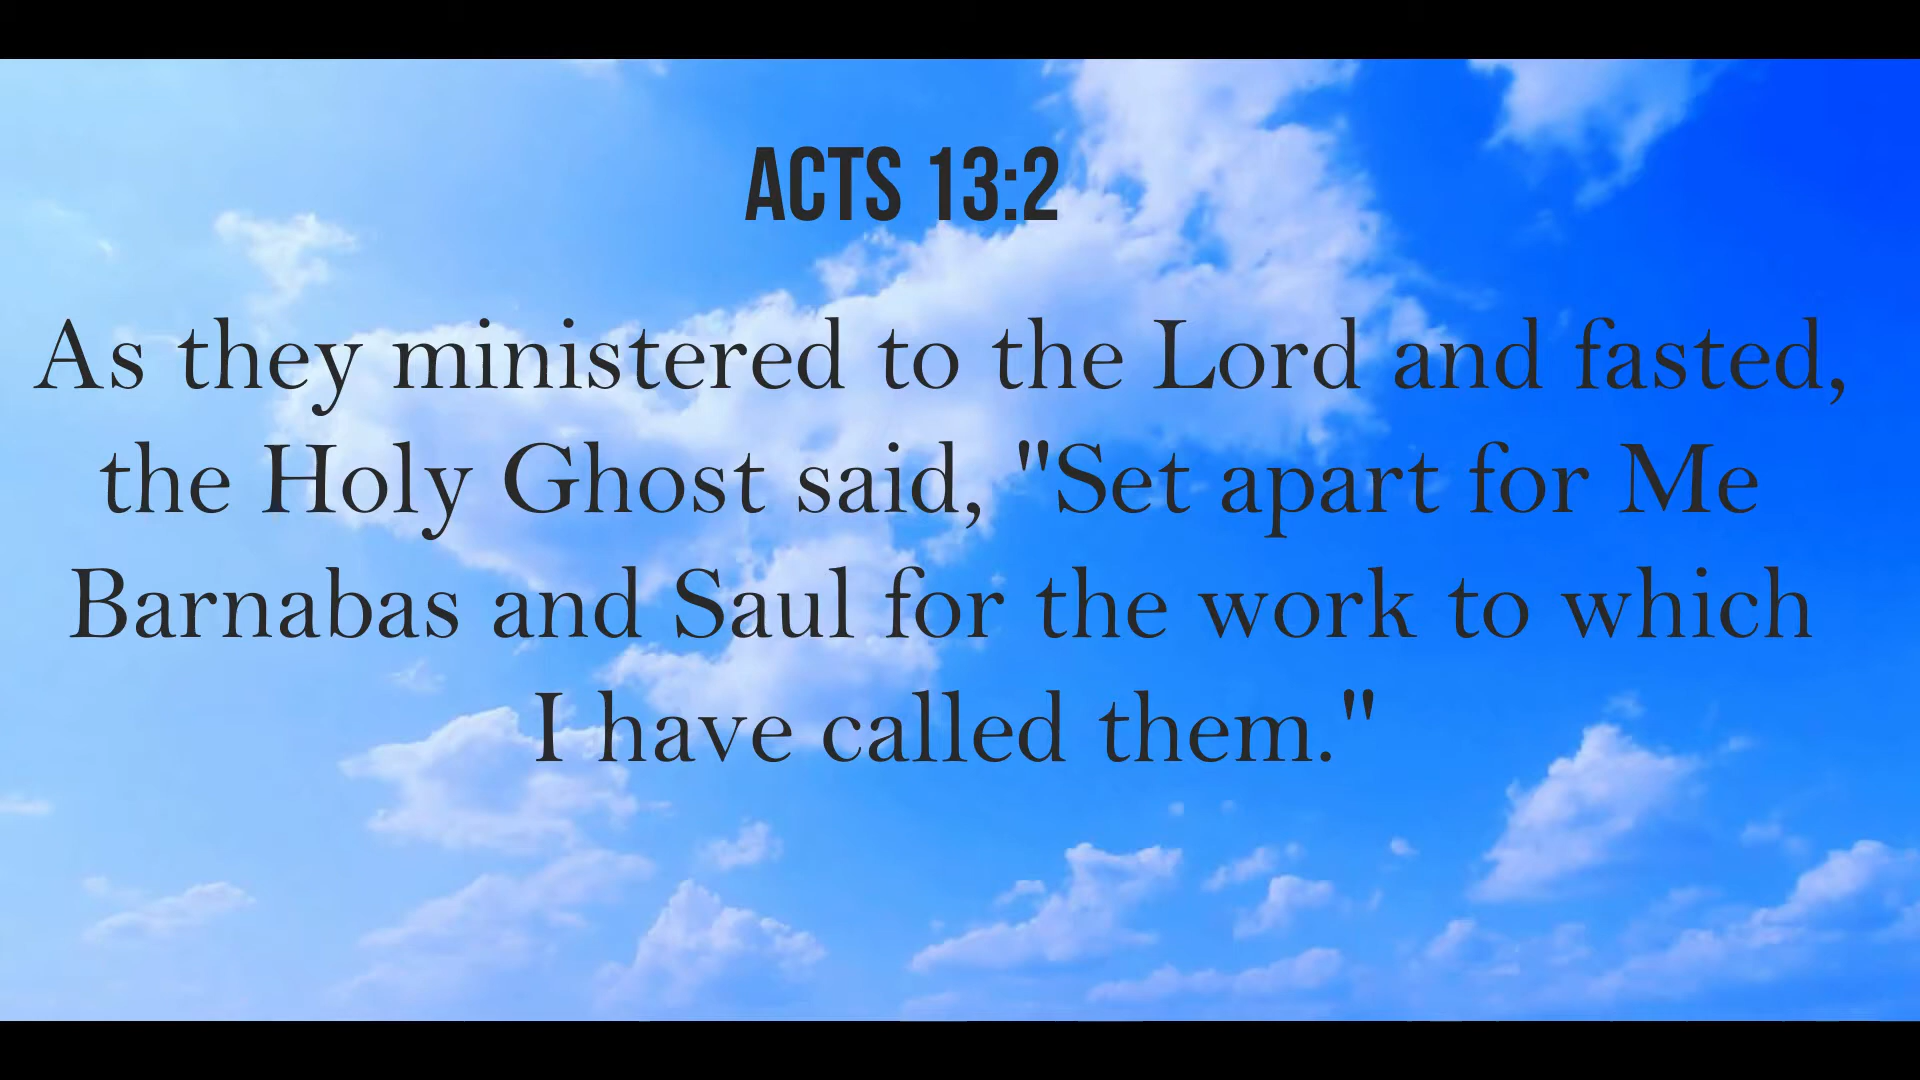 ACTS 13:2
As they ministered to the Lord and fasted,
the Holy Ghost said, "Set apart for Me
Barnabas and Saul for the work to which
I have called them."